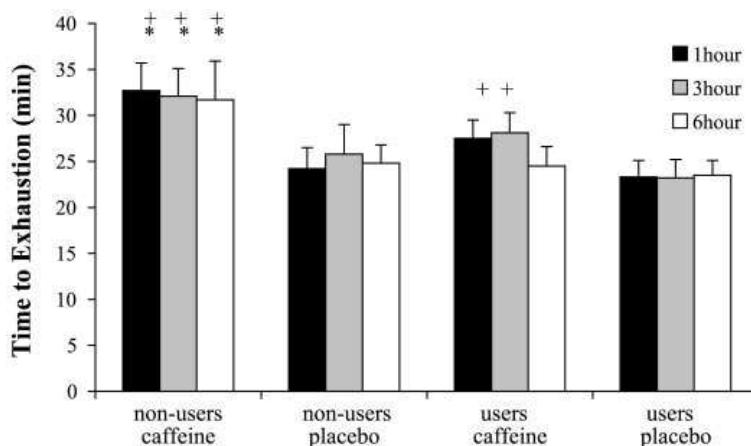 40
35
30
25
20
15
10
5
0
Time to Exhaustion (min)
+ + +
* * *
+ +
1hour
3hour
6hour
non-users
caffeine
non-users
placebo
users
caffeine
users
placebo